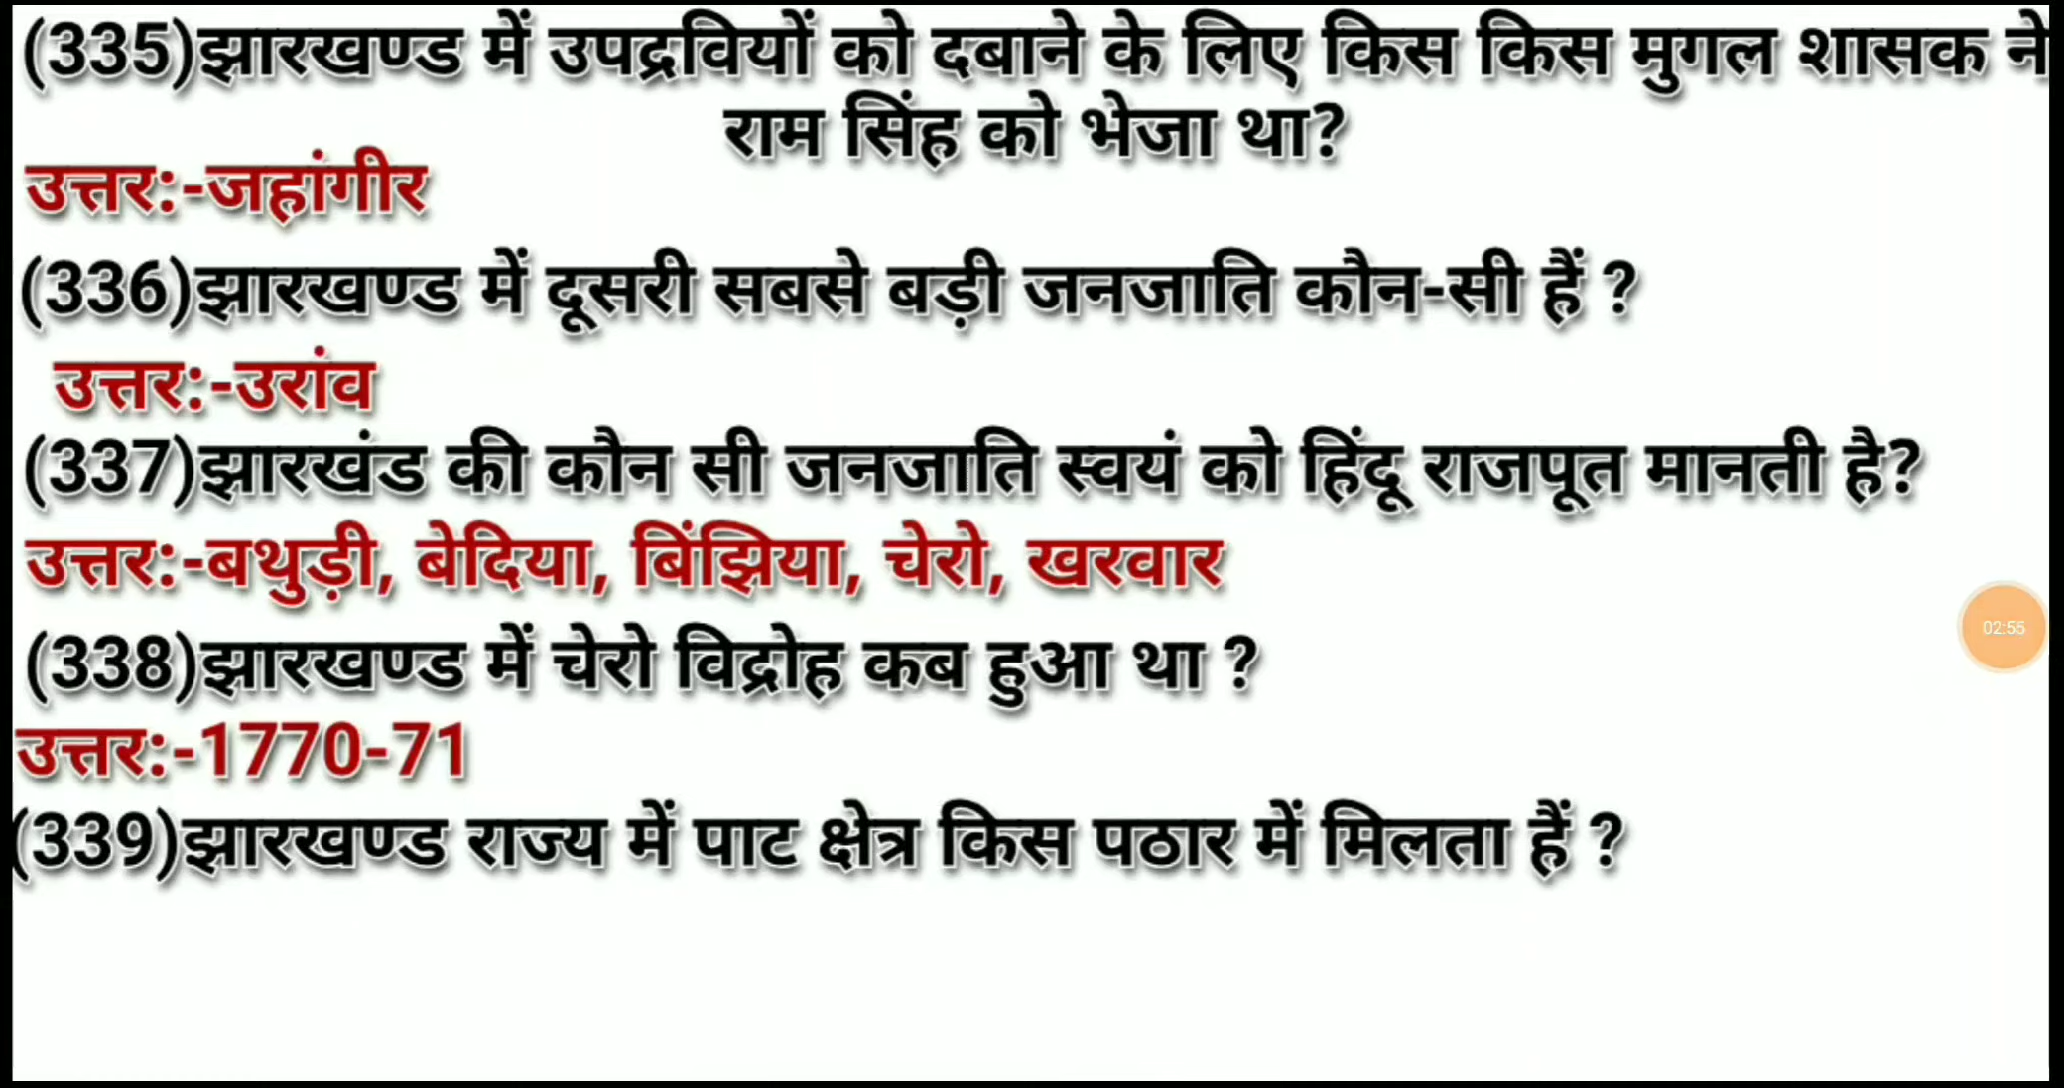 (335)झारखण्ड में उपद्रवियों को दबाने के लिए किस किस मुगल शासक ने
राम सिंह को भेजा था?
उत्तर:-जहांगीर
(336)झारखण्ड में दूसरी सबसे बड़ी जनजाति कौन-सी हैं ?
उत्तर:-उरांव
(337)झारखंड की कौन सी जनजाति स्वयं को हिंदू राजपूत मानती है?
उत्तर:-बथुड़ी, बेदिया, बिंझिया, चेरो, खरवार
02:55
(338)झारखण्ड में चेरो विद्रोह कब हुआ था ?
उत्तर:-1770-71
(339)झारखण्ड राज्य में पाट क्षेत्र किस पठार में मिलता हैं ?